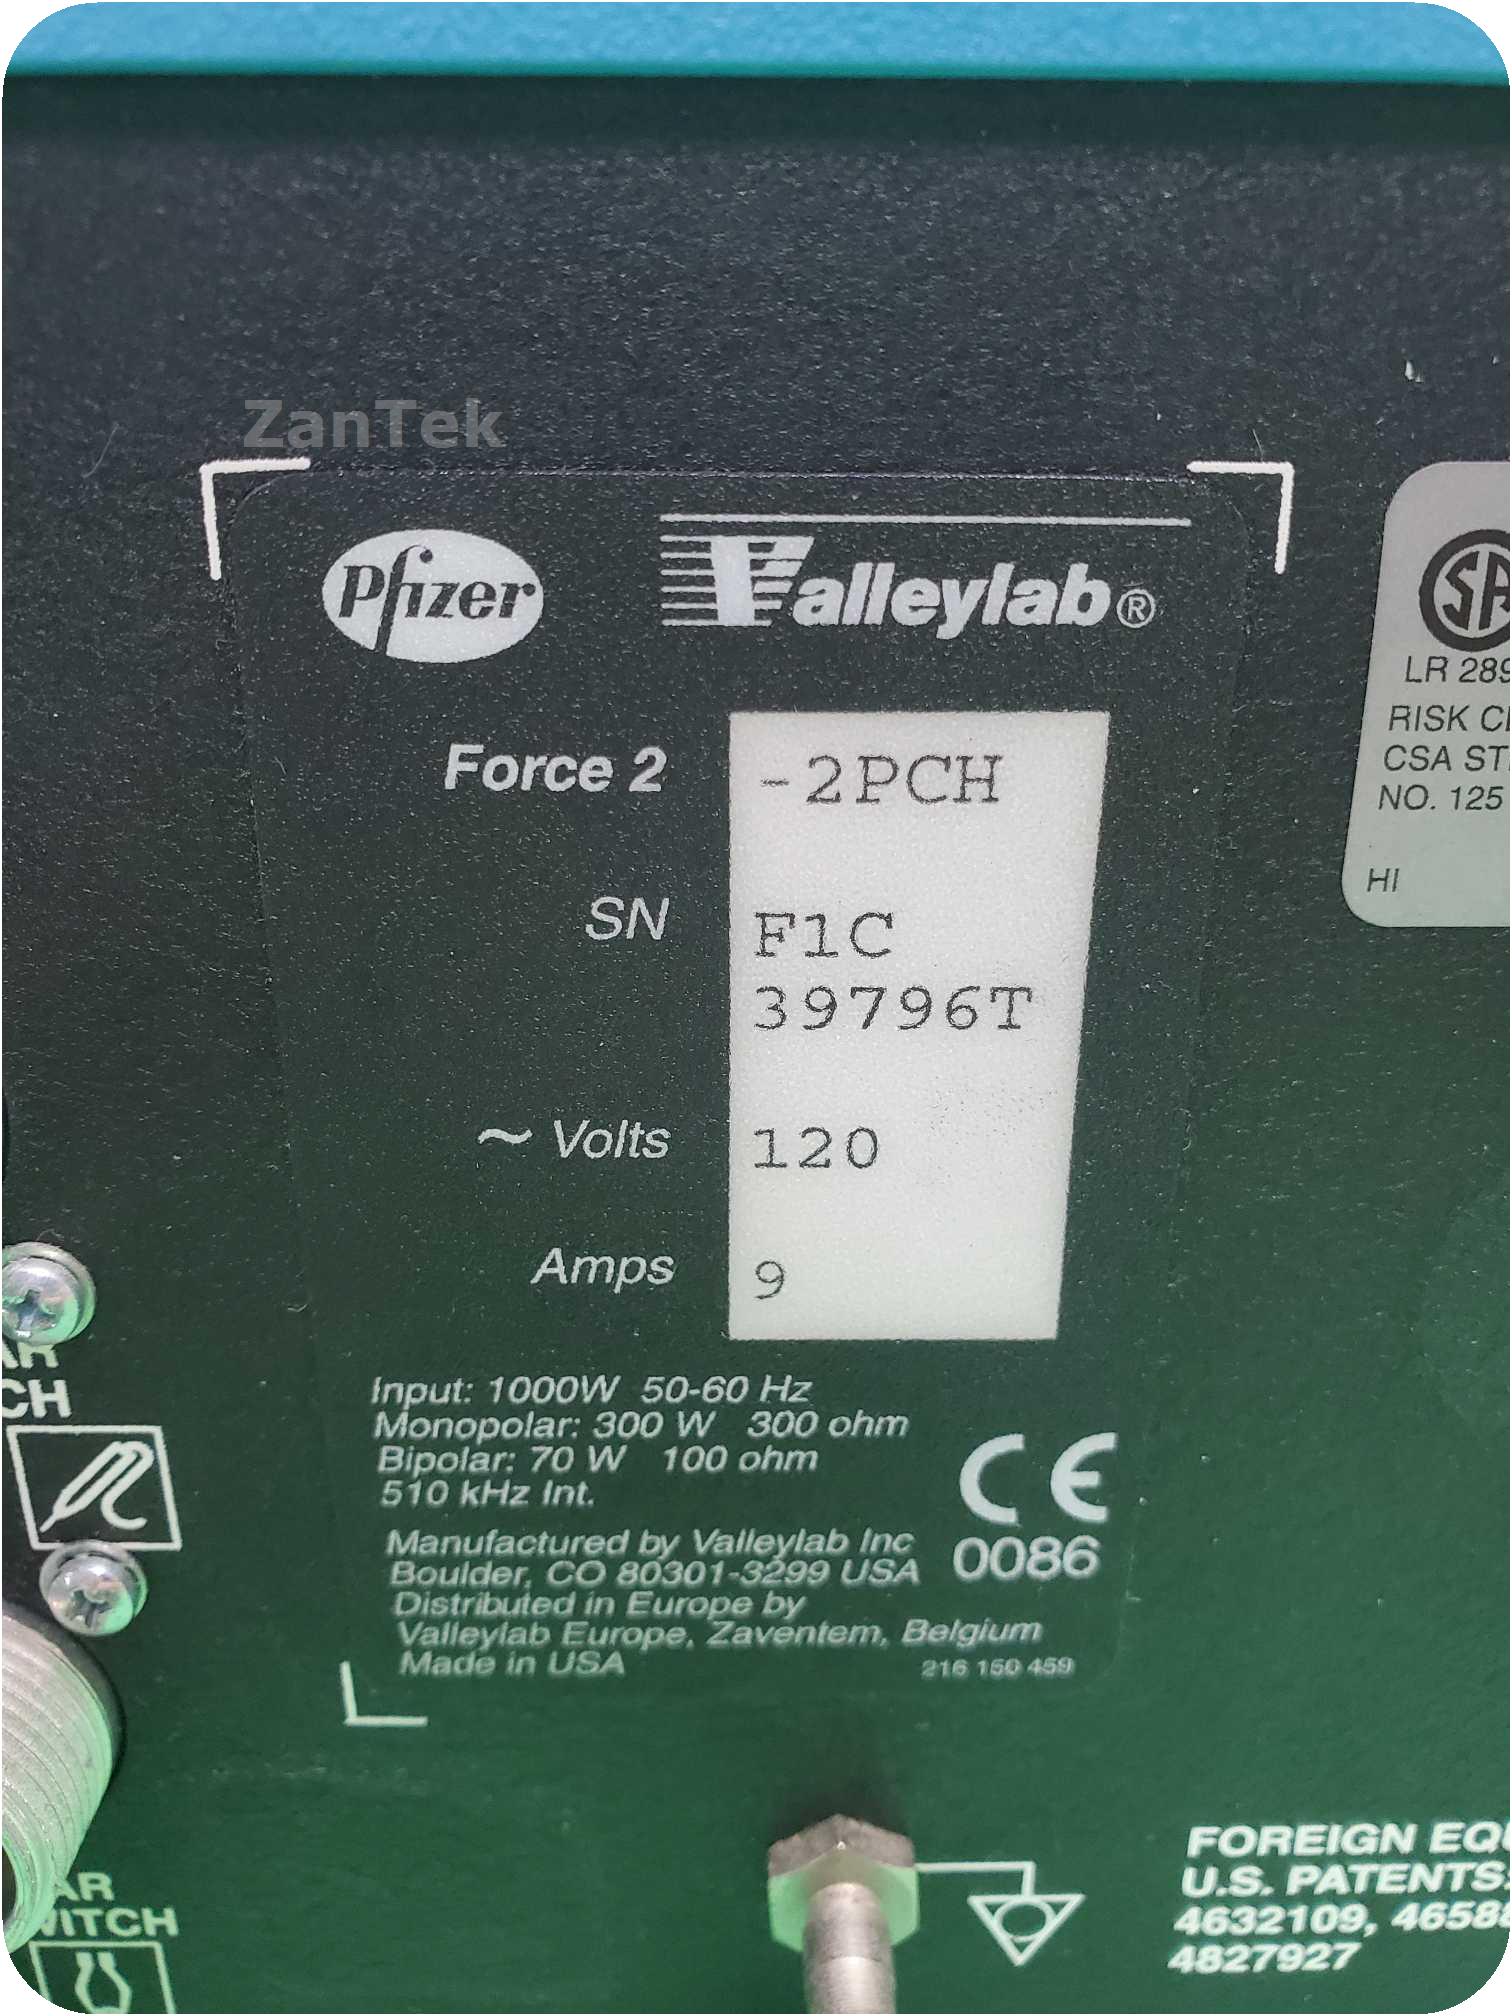 ZanTek
Pfizer Valleylab®
Force 2 -2PCH
SN F1C
39796T
~ Volts 120
Amps 9
Input: 1000W 50-60 Hz
Monopolar: 300 W 300 ohm
Bipolar: 70 W 100 ohm
510 kHz Int.
CE
0086
Manufactured by Valleylab Inc
Boulder, CO 80301-3299 USA
Distributed in Europe by
Valleylab Europe, Zaventem, Belgium
Made in USA
216 150 459
LR 289
RISK
CSA
NO. 125
HI
FOREIGN
U.S. PATENTS:
4632109,
4827927